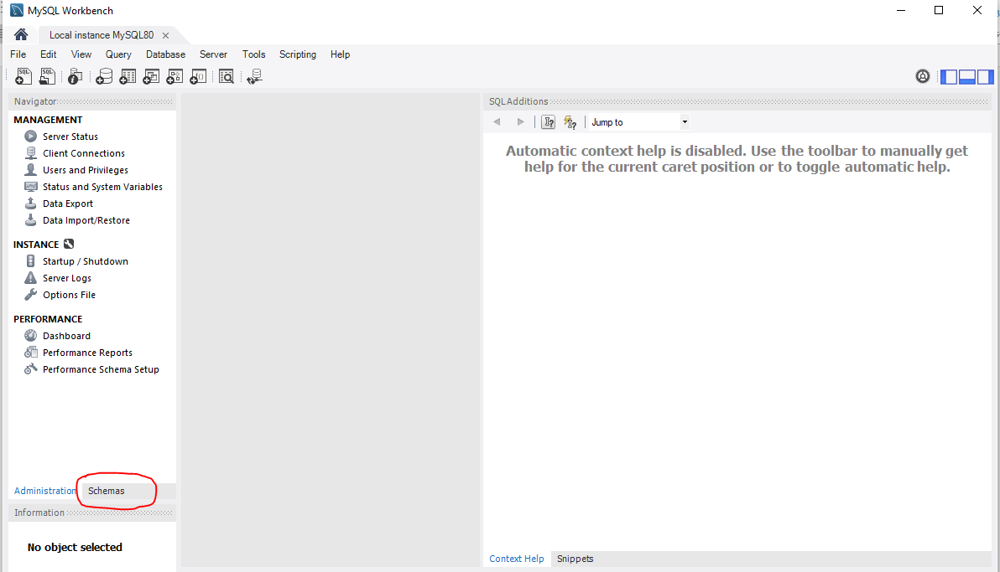 MySQL Workbench
Local instance MySQL80
File Edit View Query Database Server Tools Scripting Help
SQL SQL
Navigator
MANAGEMENT
Server Status
Client Connections
Users and Privileges
Status and System Variables
Data Export
Data Import/Restore
INSTANCE
Startup / Shutdown
Server Logs
Options File
PERFORMANCE
Dashboard
Performance Reports
Performance Schema Setup
Administration Schemas
Information
No object selected
SQLAdditions
Jump to
Automatic context help is disabled. Use the toolbar to manually get
help for the current caret position or to toggle automatic help.
Context Help Snippets